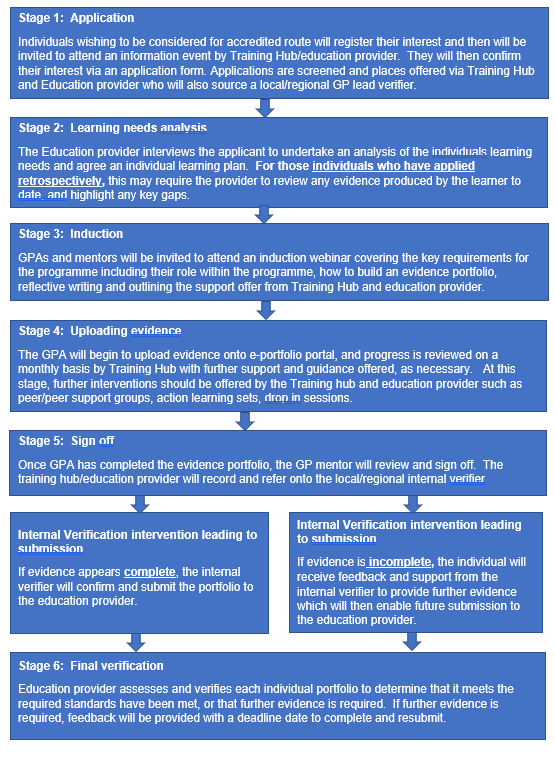 Stage 1:  Application
Individuals wishing to be considered for accredited route will register their interest and then will be
invited to attend an information event by Training Hub/education provider.  They will then confirm
their interest via an application form. Applications are screened and places offered via Training Hub
and Education provider who will also source a local/regional GP lead verifier.
Stage 2:  Learning needs analysis
The Education provider interviews the applicant to undertake an analysis of the individuals learning
needs and agree an individual learning plan.  For those individuals who have applied
retrospectively, this may require the provider to review any evidence produced by the learner to
date, and highlight any key gaps.
Stage 3:  Induction
GPAs and mentors will be invited to attend an induction webinar covering the key requirements for
the programme including their role within the programme, how to build an evidence portfolio,
reflective writing and outlining the support offer from Training Hub and education provider.
Stage 4:  Uploading evidence
The GPA will begin to upload evidence onto e-portfolio portal, and progress is reviewed on a
monthly basis by Training Hub with further support and guidance offered, as necessary.   At this
stage, further interventions should be offered by the Training hub and education provider such as
peer/peer support groups, action learning sets, drop in sessions.
Stage 5:  Sign off
Once GPA has completed the evidence portfolio, the GP mentor will review and sign off.  The
training hub/education provider will record and refer onto the local/regional internal verifier
Internal Verification intervention leading to
submission
If evidence appears complete, the internal
verifier will confirm and submit the portfolio to
the education provider.
Internal Verification intervention leading
to submission
If evidence is incomplete, the individual will
receive feedback and support from the
internal verifier to provide further evidence
which will then enable future submission to
the education provider.
Stage 6:  Final verification
Education provider assesses and verifies each individual portfolio to determine that it meets the
required standards have been met, or that further evidence is required.  If further evidence is
required, feedback will be provided with a deadline date to complete and resubmit.